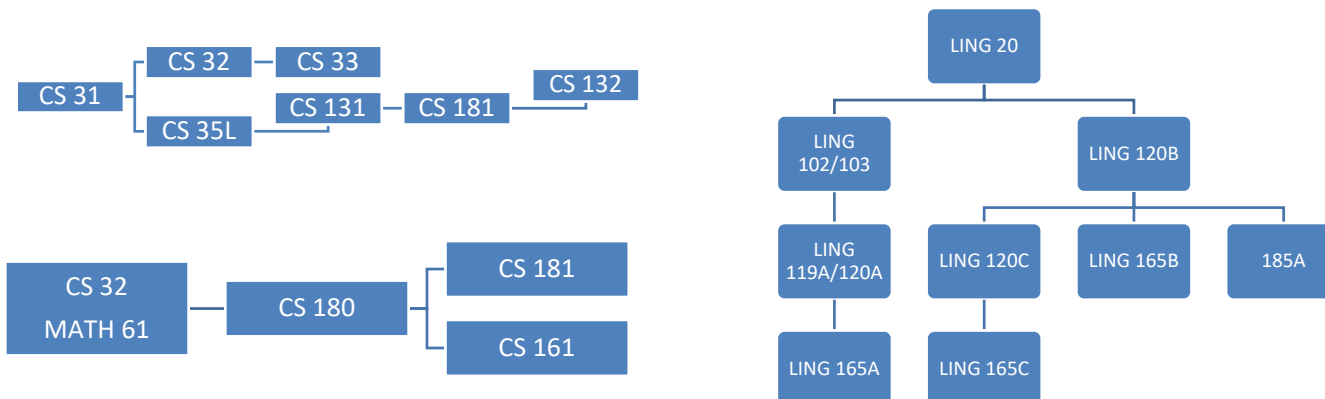 CS 31
CS 32
CS 33
CS 35L
CS 131
CS 181
CS 132
CS 32
MATH 61
CS 180
CS 181
CS 161
LING 20
LING
102/103
LING 120B
LING
119A/120A
LING 120C
LING 165B
185A
LING 165A
LING 165C